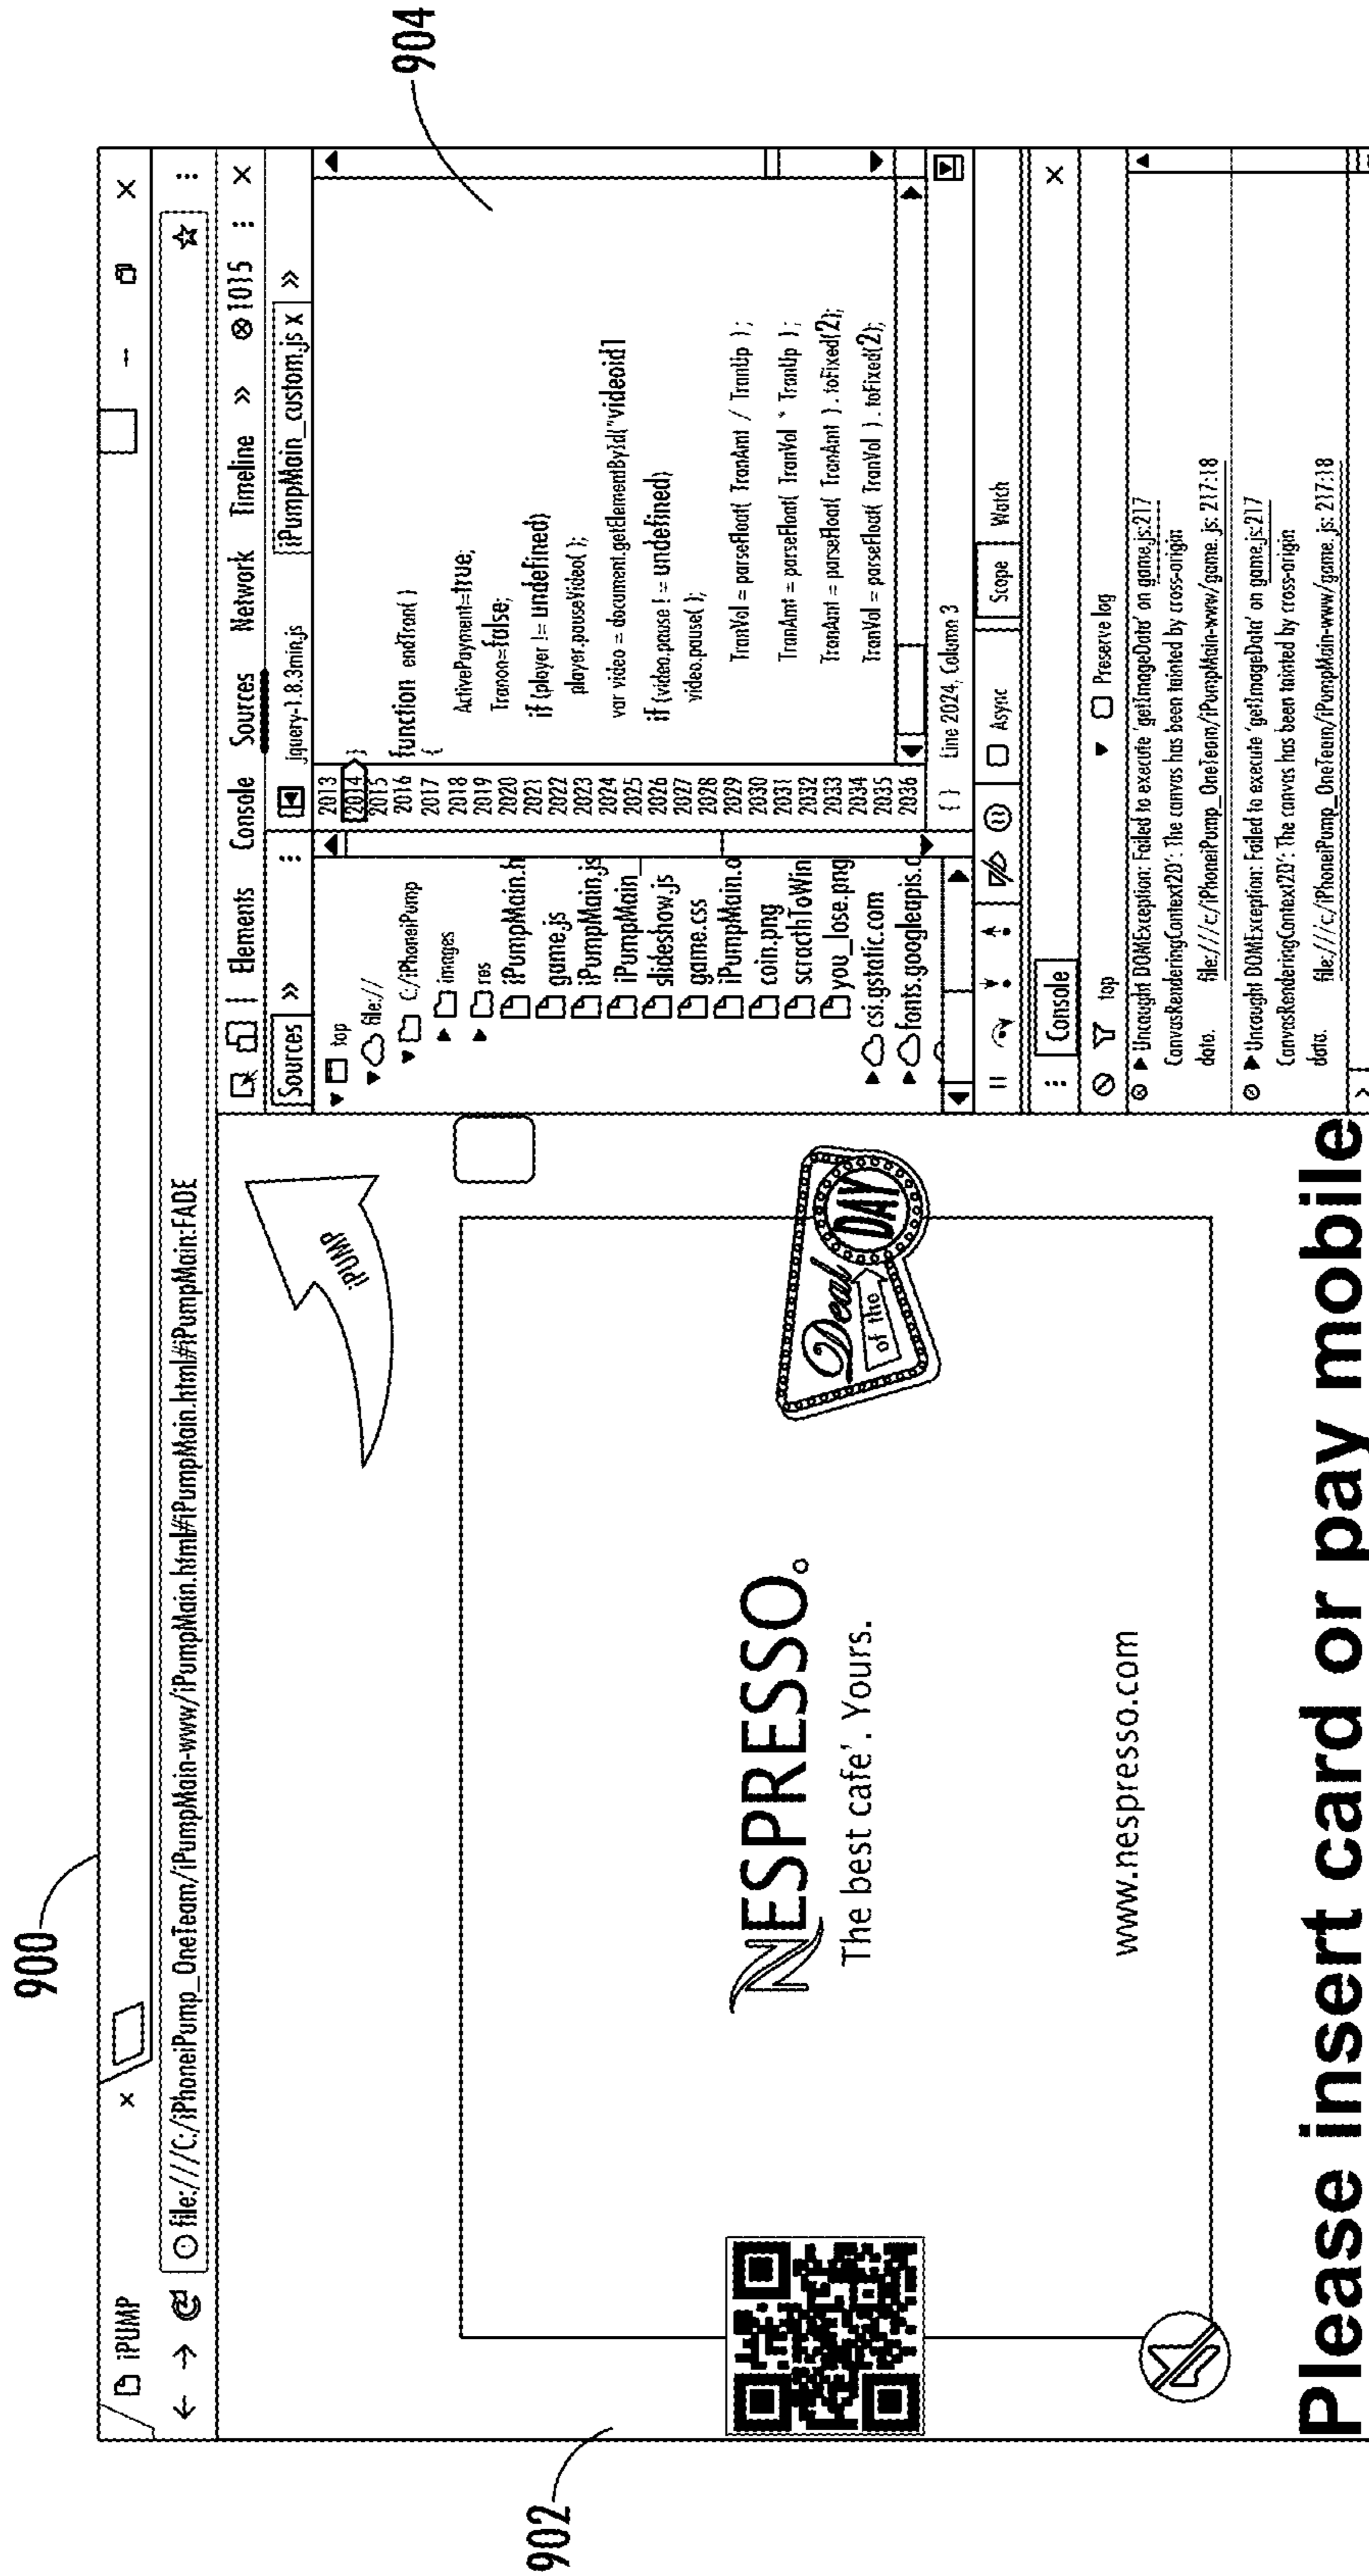 900
iPUMP ×
file:///C:/iPhoneiPump_OneTeam/iPumpMain-www/iPumpMain.html#iPumpMain.html#iPumpMain:FADE
902
iPUMP
NESPRESSO.
The best cafe'. Yours.
www.nespresso.com
Deal
of the
DAY
Please insert card or pay mobile
Elements Console Sources Network Timeline » 1015
Sources »
top
file://
C:/iPhoneiPump
images
res
iPumpMain.h
game.js
iPumpMain.js
iPumpMain_
slideshow.js
game.css
iPumpMain.o
coin.png
scracthToWin
you_lose.png
csi.gstatic.com
fonts.googleapis.c
jquery-1.8.3min.js iPumpMain_custom.js x »
904
2013
2014 }
2015
2016 function endTran( )
2017 {
2018 ActivePayment=true;
2019 Tranon=false;
2020 if (player != undefined)
2021 player.pauseVideo( );
2022
2023
2024 var video = document.getElementById("videoid1
2025
2026 if (video.pause ! = undefined)
2027 video.pause( );
2028
2029 TranVol = parseFloat( TranAmt / TranUp );
2030
2031 TranAmt = parseFloat( TranVol * TranUp );
2032
2033 TranAmt = parseFloat( TranAmt ). toFixed(2);
2034
2035 TranVol = parseFloat( TranVol ). toFixed(2);
2036
{ } Line 2024, Column 3
Async Scope Watch
Console ×
top Preserve log
Uncaught DOMException: Failed to execute 'getImageData' on game.js:217
CanvasRenderingContext2D': The canvas has been tainted by cross-origin
data. file:///c:/iPhoneiPump_OneTeam/iPumpMain-www/game. js: 217:18
Uncaught DOMException: Failed to execute 'getImageData' on game.js:217
CanvasRenderingContext2D': The canvas has been tainted by cross-origin
data. file:///c:/iPhoneiPump_OneTeam/iPumpMain-www/game. js: 217:18